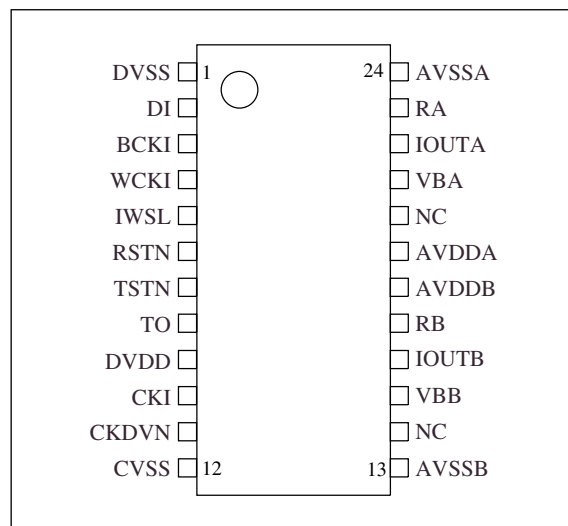 DVSS 1 24 AVSSA
DI RA
BCKI IOUTA
WCKI VBA
IWSL NC
RSTN AVDDA
TSTN AVDDB
TO RB
DVDD IOUTB
CKI VBB
CKDVN NC
CVSS 12 13 AVSSB